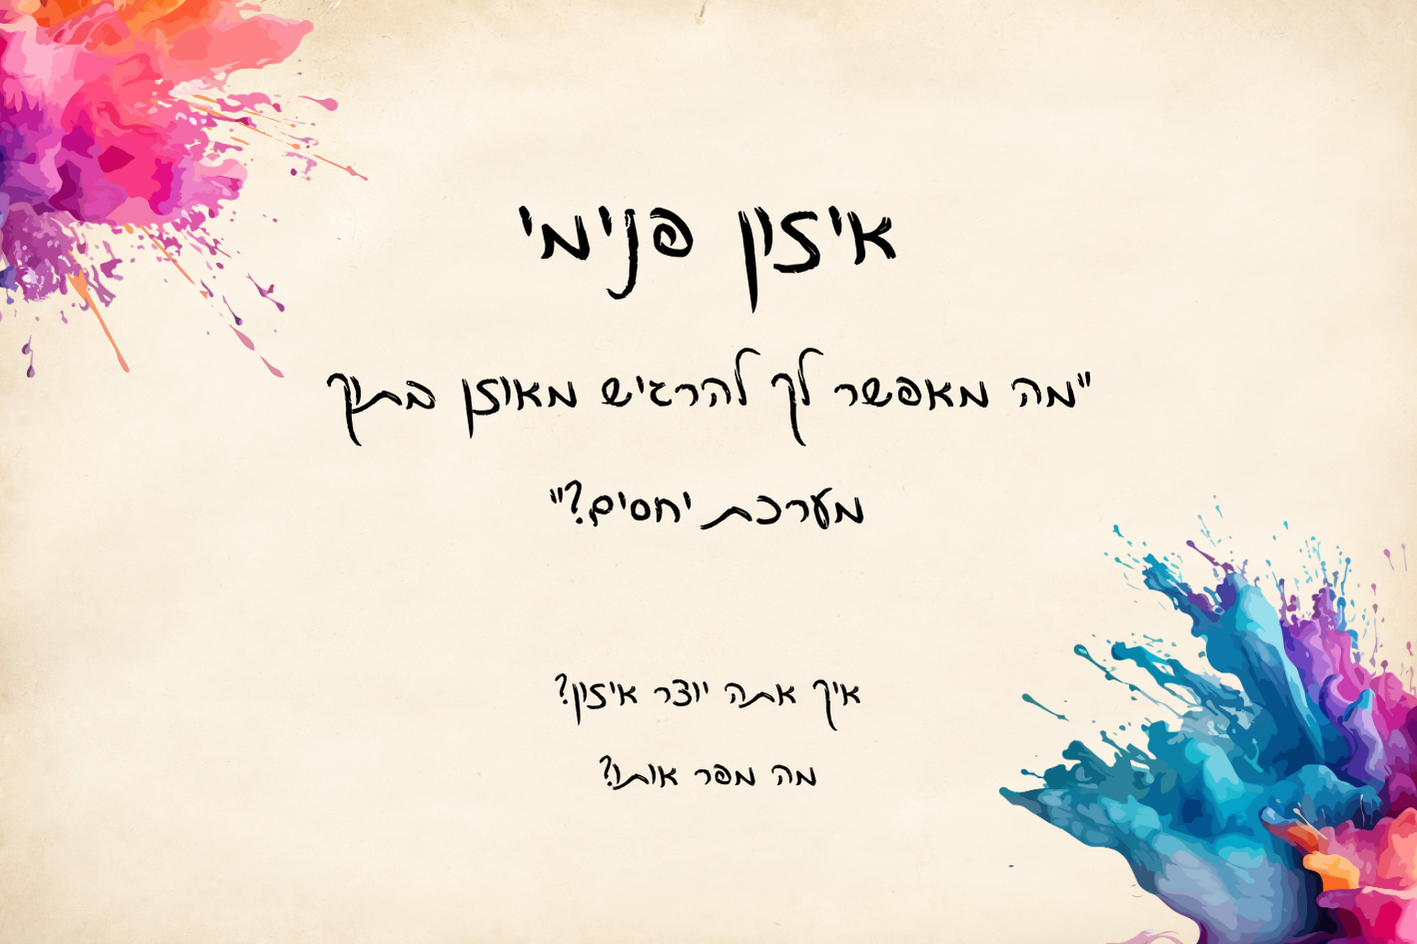 איזון פנימי
"מה מאפשר לך להרגיש מאוזן בתוך
מערכת יחסים?"
איך אתה יוצר איזון?
מה מפר אותו?